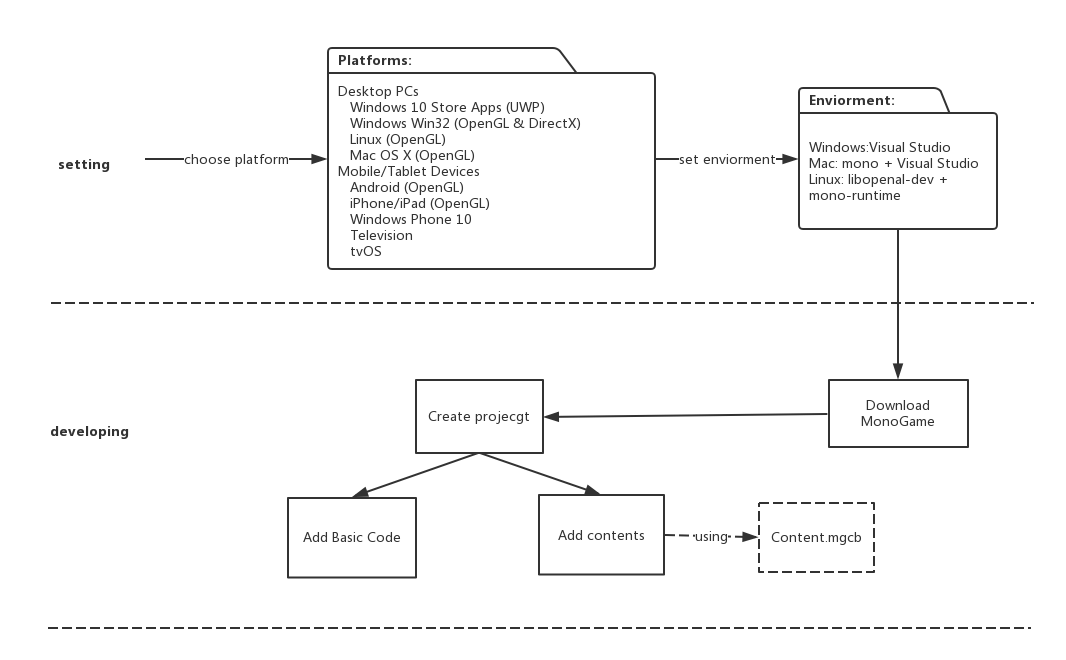 Platforms:
Desktop PCs
Windows 10 Store Apps (UWP)
Windows Win32 (OpenGL & DirectX)
Linux (OpenGL)
Mac OS X (OpenGL)
Mobile/Tablet Devices
Android (OpenGL)
iPhone/iPad (OpenGL)
Windows Phone 10
Television
tvOS
Enviorment:
Windows:Visual Studio
Mac: mono + Visual Studio
Linux: libopenal-dev +
mono-runtime
setting
choose platform
set enviorment
developing
Create projecgt
Download
MonoGame
Add Basic Code
Add contents
using
Content.mgcb